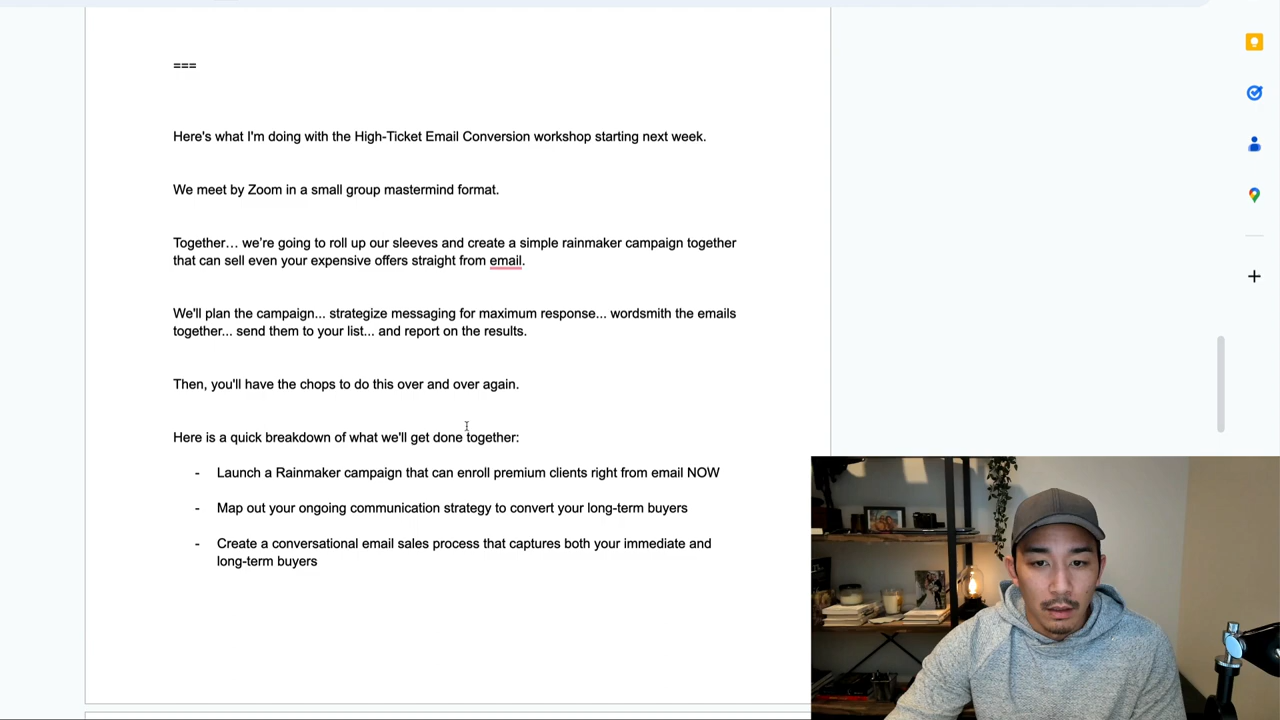 ===
Here's what I'm doing with the High-Ticket Email Conversion workshop starting next week.
We meet by Zoom in a small group mastermind format.
Together… we’re going to roll up our sleeves and create a simple rainmaker campaign together
that can sell even your expensive offers straight from email.
We'll plan the campaign... strategize messaging for maximum response... wordsmith the emails
together... send them to your list... and report on the results.
Then, you'll have the chops to do this over and over again.
Here is a quick breakdown of what we'll get done together:
- Launch a Rainmaker campaign that can enroll premium clients right from email NOW
- Map out your ongoing communication strategy to convert your long-term buyers
- Create a conversational email sales process that captures both your immediate and
long-term buyers